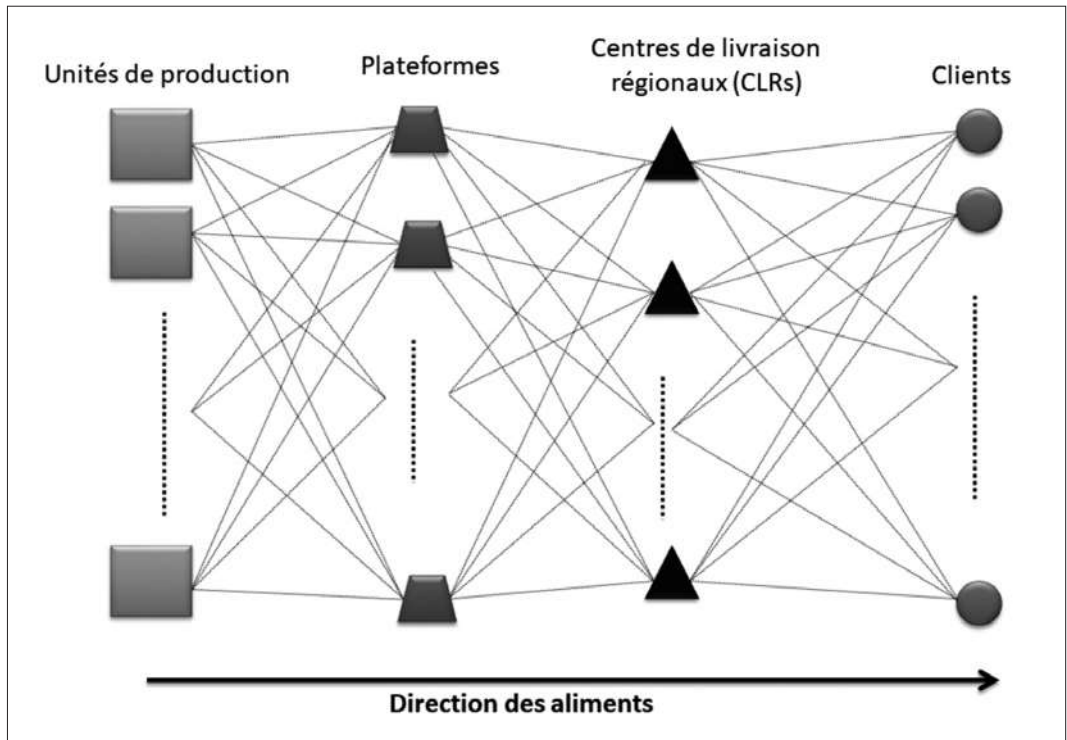 Unités de production
Plateformes
Centres de livraison
régionaux (CLRs)
Clients
Direction des aliments